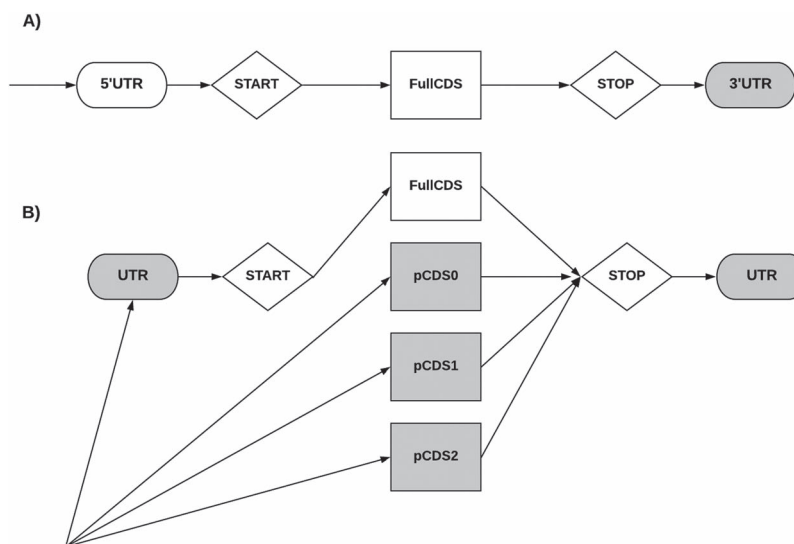 A)
5'UTR START FullCDS STOP 3'UTR
FullCDS
B)
UTR START pCDS0 STOP UTR
pCDS1
pCDS2